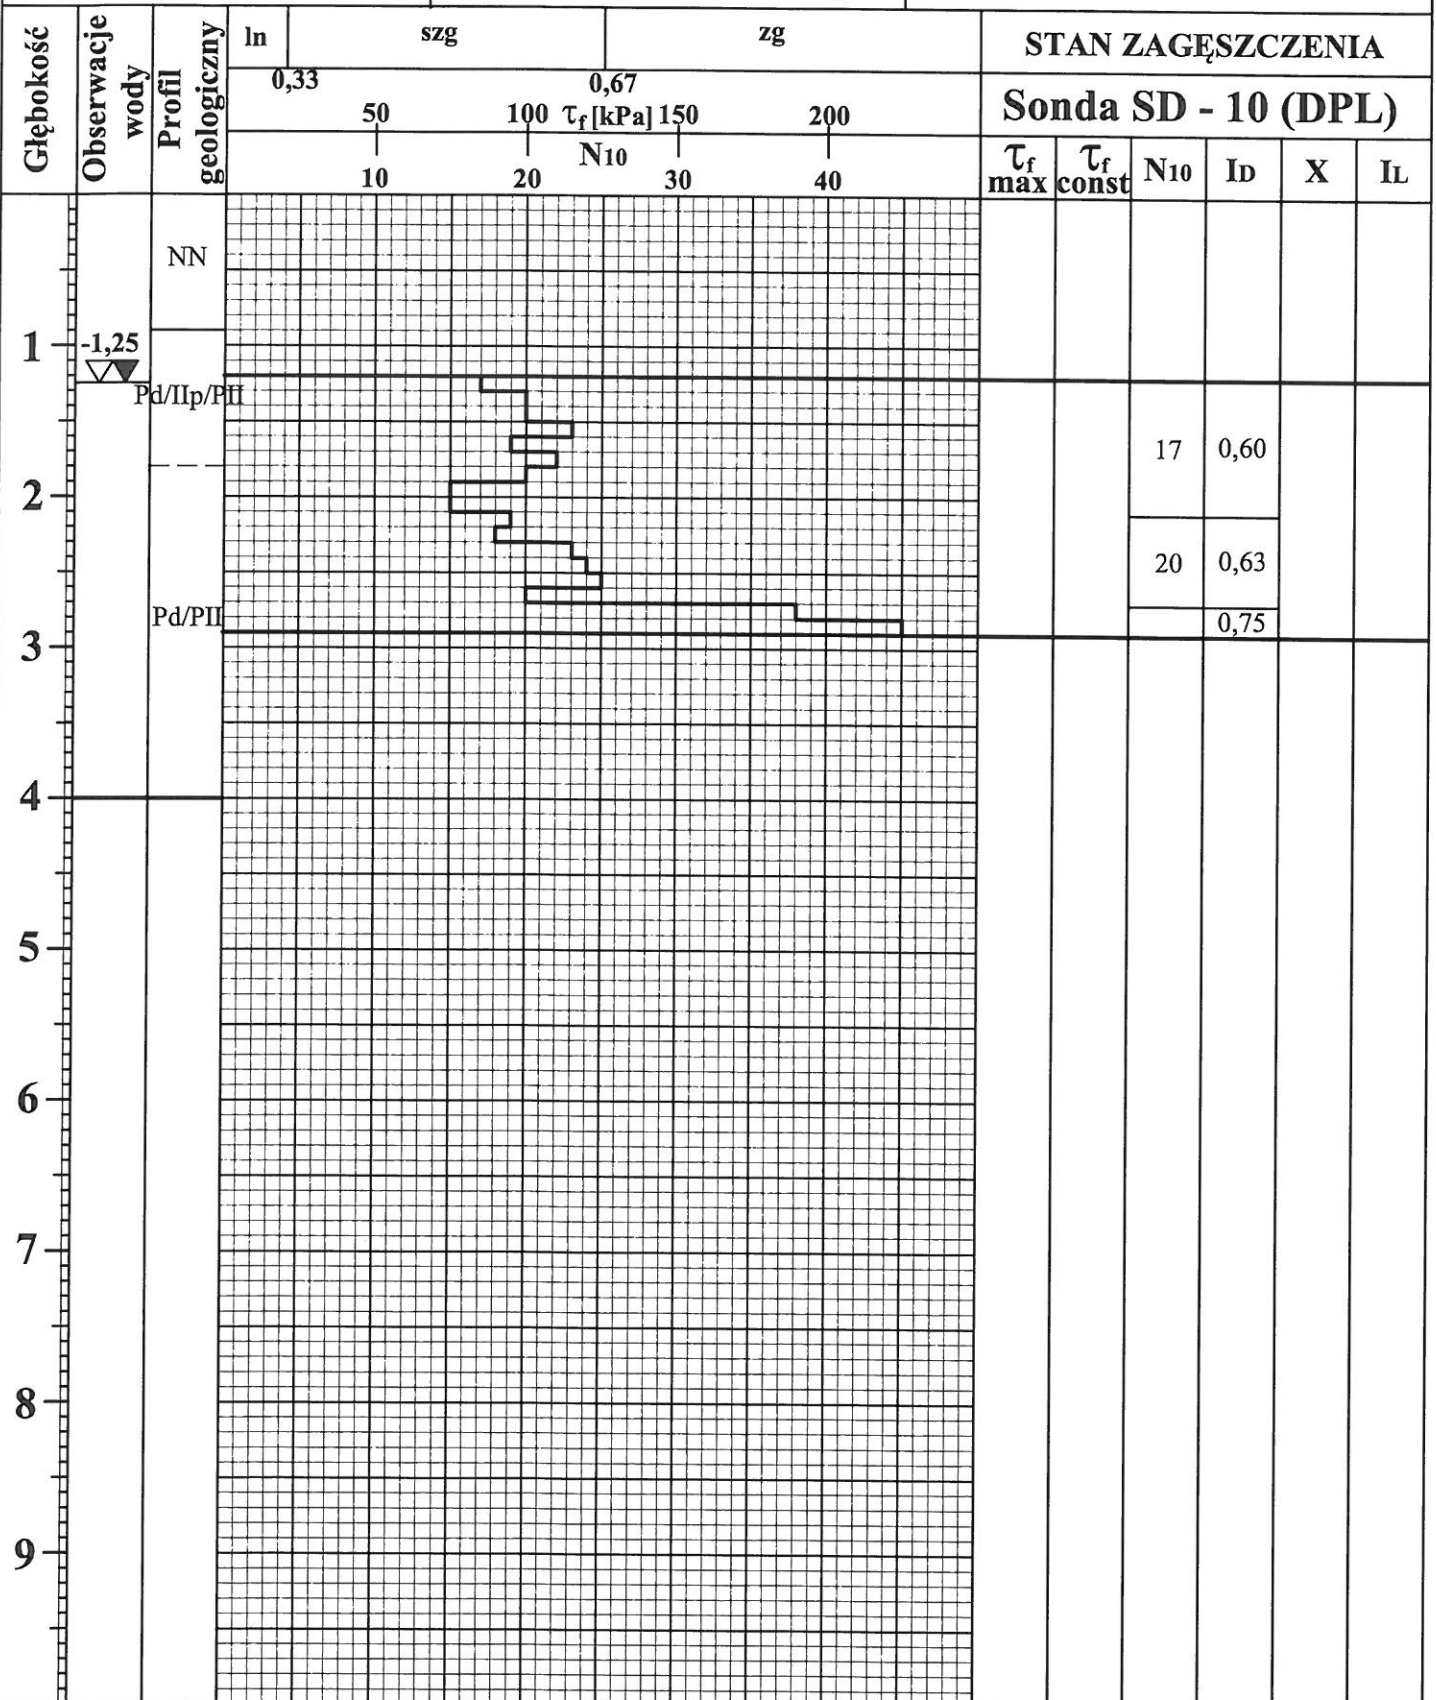 Głębokość
Obserwacje wody
Profil geologiczny
ln szg zg
0,33 0,67
50 100 τf [kPa] 150 200
N10
10 20 30 40
STAN ZAGĘSZCZENIA
Sonda SD - 10 (DPL)
τf max τf const N10 ID X IL
NN
1 -1,25
Pd/IIp/PII
17 0,60
2
20 0,63
Pd/PII 0,75
3
4
5
6
7
8
9